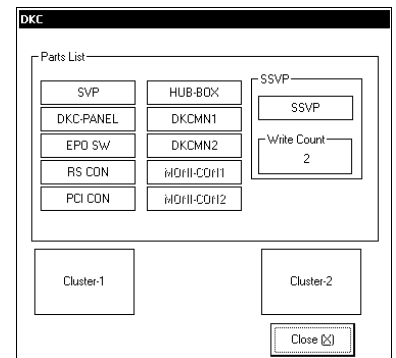 DKC
Parts List
SVP
HUB-BOX
DKC-PANEL
DKCMN1
EPO SW
DKCMN2
RS CON
PCI CON
SSVP
SSVP
Write Count
2
Cluster-1
Cluster-2
Close (X)